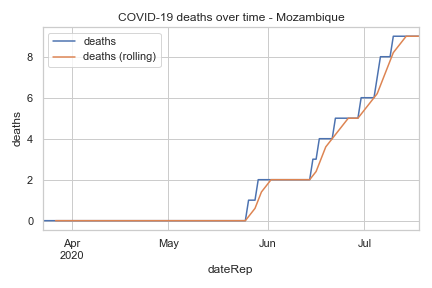 COVID-19 deaths over time - Mozambique
deaths
deaths (rolling)
8
6
4
2
0
deaths
Apr
2020
May
Jun
Jul
dateRep